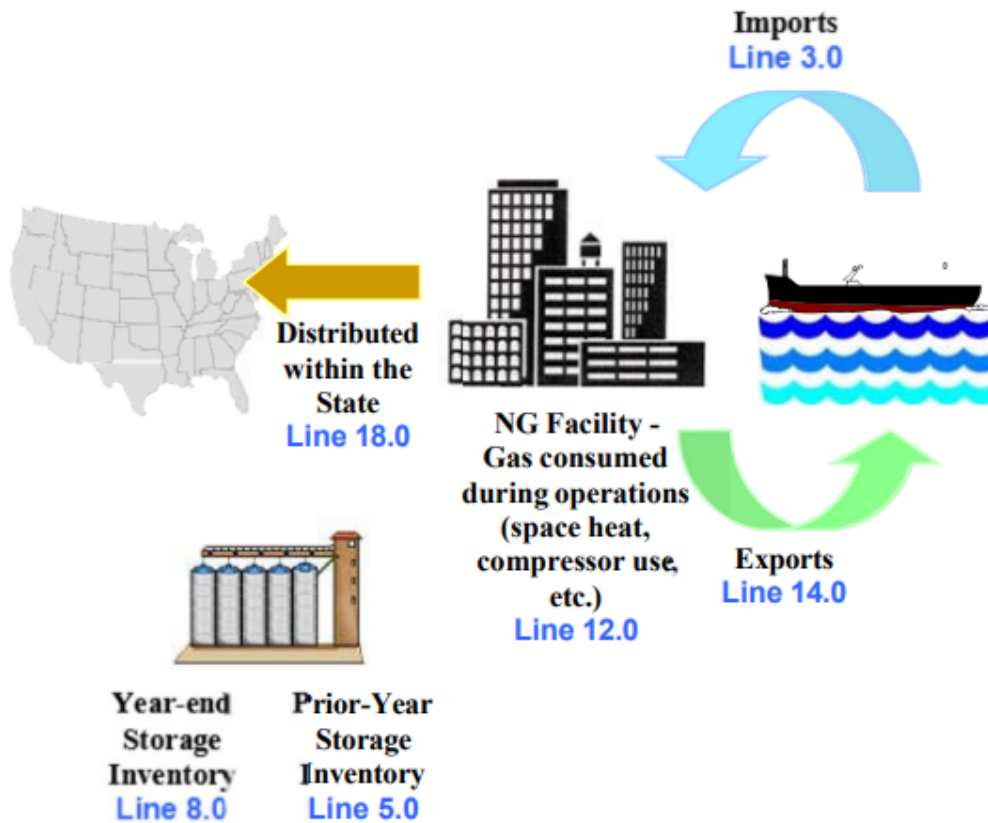 Imports
Line 3.0
Distributed
within the
State
Line 18.0
NG Facility -
Gas consumed
during operations
(space heat,
compressor use,
etc.)
Line 12.0
Exports
Line 14.0
Year-end
Storage
Inventory
Line 8.0
Prior-Year
Storage
Inventory
Line 5.0